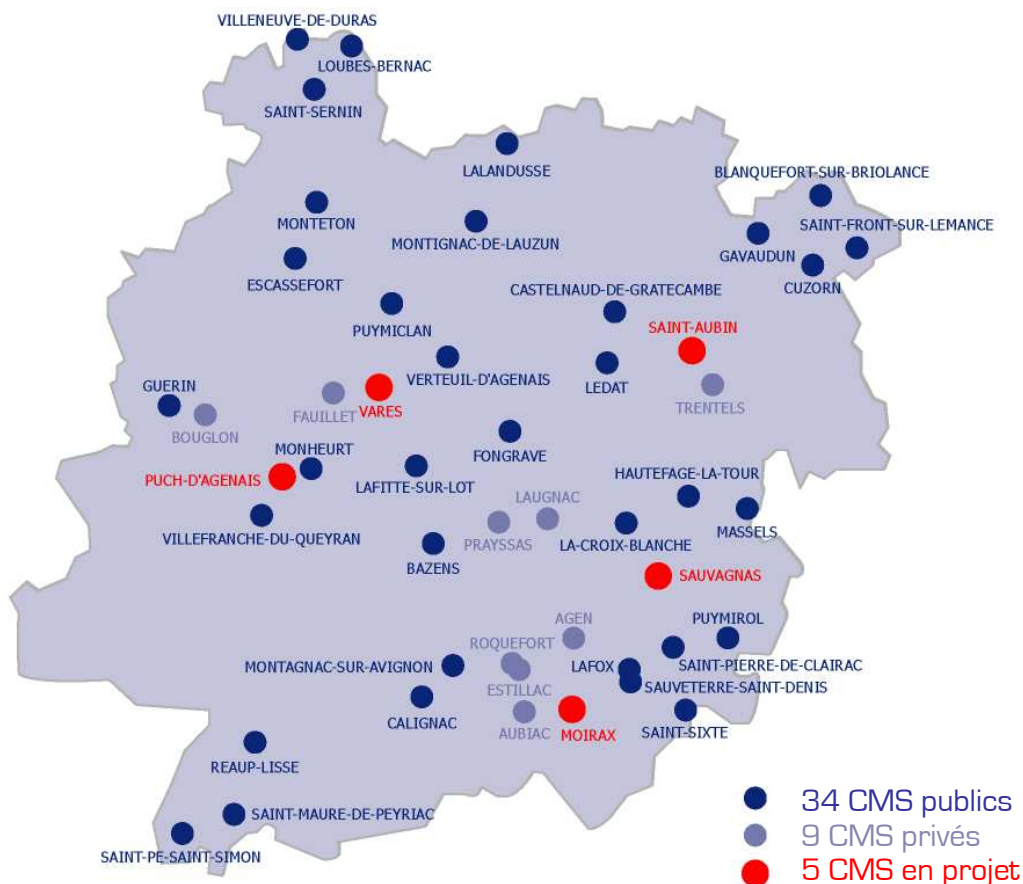 VILLENEUVE-DE-DURAS
LOUBES-BERNAC
SAINT-SERNIN
LALANDUSSE
BLANQUEFORT-SUR-BRIOLANCE
MONTETON
SAINT-FRONT-SUR-LEMANCE
MONTIGNAC-DE-LAUZUN
GAVAUDUN
ESCASSEFORT
CUZORN
CASTELNAUD-DE-GRATECAMBE
PUYMICLAN
SAINT-AUBIN
VERTEUIL-D'AGENAIS
GUERIN
LEDAT
TRENTELS
VARES
FAUILLET
BOUGLON
MONHEURT
FONGRAVE
HAUTEFAGE-LA-TOUR
PUCH-D'AGENAIS
LAFITTE-SUR-LOT
LAUGNAC
MASSELS
VILLEFRANCHE-DU-QUEYRAN
PRAYSSAS
LA-CROIX-BLANCHE
BAZENS
SAUVAGNAS
AGEN
PUYMIROL
ROQUEFORT
MONTAGNAC-SUR-AVIGNON
LAFOX
SAINT-PIERRE-DE-CLAIRAC
ESTILLAC
SAUVETERRE-SAINT-DENIS
CALIGNAC
AUBIAC
MOIRAX
SAINT-SIXTE
REAUP-LISSE
34 CMS publics
SAINT-MAURE-DE-PEYRIAC
9 CMS privés
SAINT-PE-SAINT-SIMON
5 CMS en projet